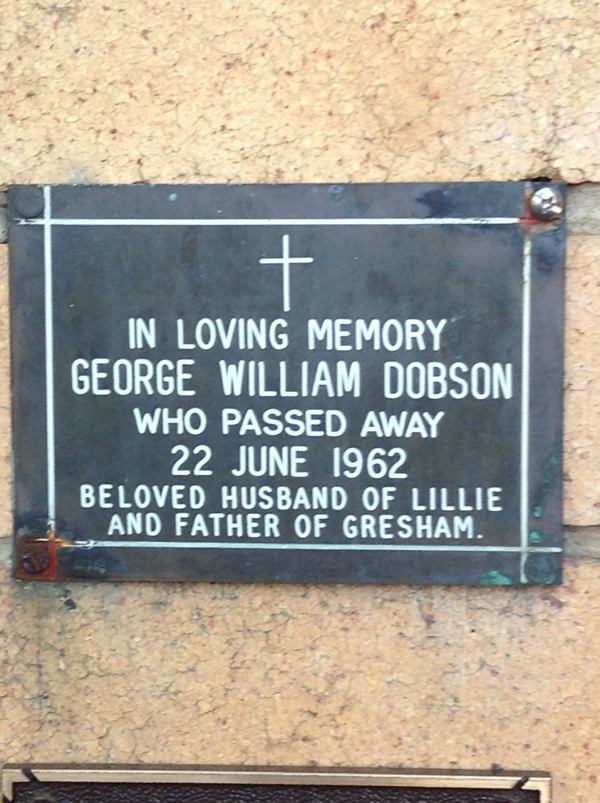 IN LOVING MEMORY
GEORGE WILLIAM DOBSON
WHO PASSED AWAY
22 JUNE 1962
BELOVED HUSBAND OF LILLIE
AND FATHER OF GRESHAM.